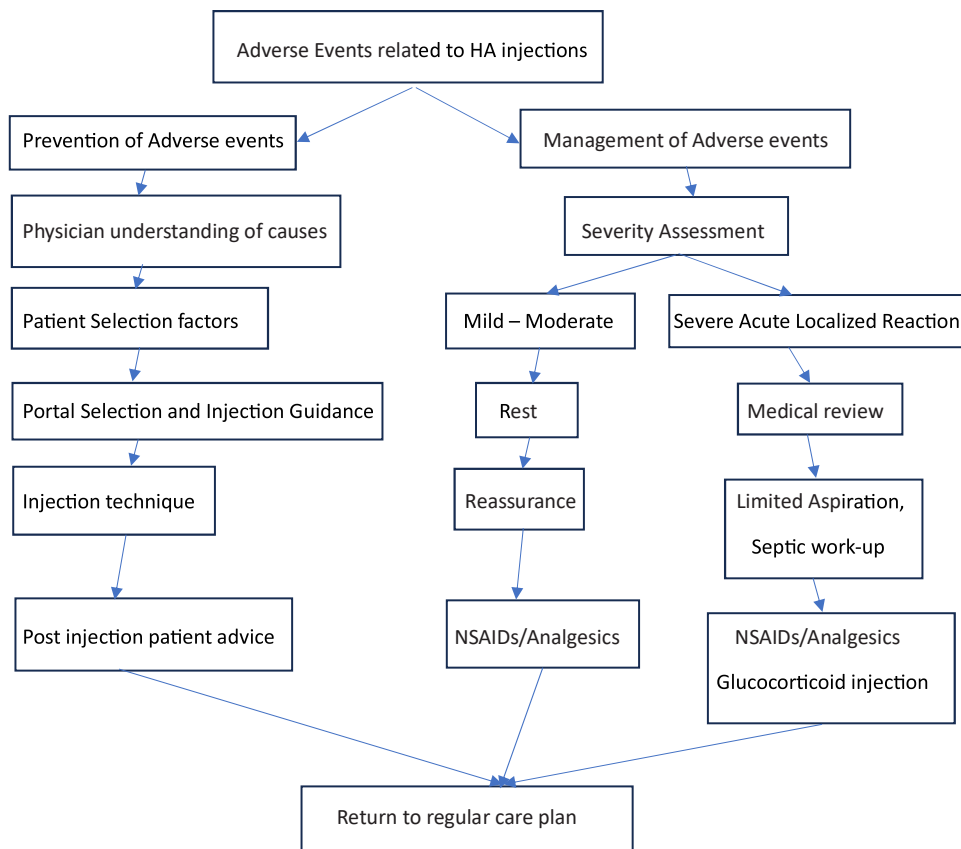 Adverse Events related to HA injections
Prevention of Adverse events
Management of Adverse events
Physician understanding of causes
Severity Assessment
Patient Selection factors
Mild – Moderate
Severe Acute Localized Reaction
Portal Selection and Injection Guidance
Rest
Medical review
Injection technique
Reassurance
Limited Aspiration,
Septic work-up
Post injection patient advice
NSAIDs/Analgesics
NSAIDs/Analgesics
Glucocorticoid injection
Return to regular care plan